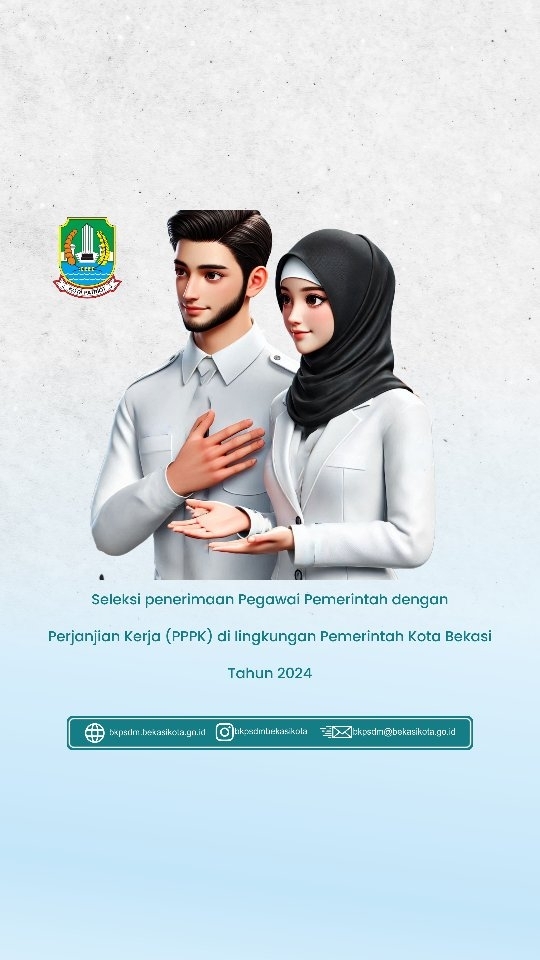 Seleksi penerimaan Pegawai Pemerintah dengan
Perjanjian Kerja (PPPK) di lingkungan Pemerintah Kota Bekasi
Tahun 2024
bkpsdm.bekasikota.go.id bkpsdmbekasikota bkpsdm@bekasikota.go.id